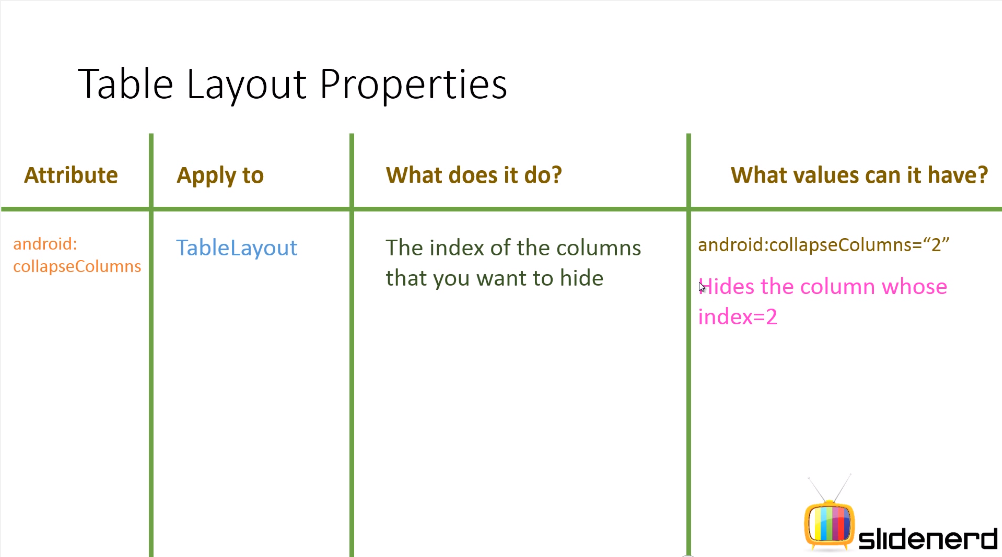 Table Layout Properties
Attribute
Apply to
What does it do?
What values can it have?
android:
collapseColumns
TableLayout
The index of the columns
that you want to hide
android:collapseColumns=“2”
Hides the column whose
index=2
slidenerd